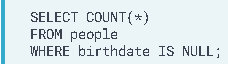 SELECT COUNT(*)
FROM people
WHERE birthdate IS NULL;